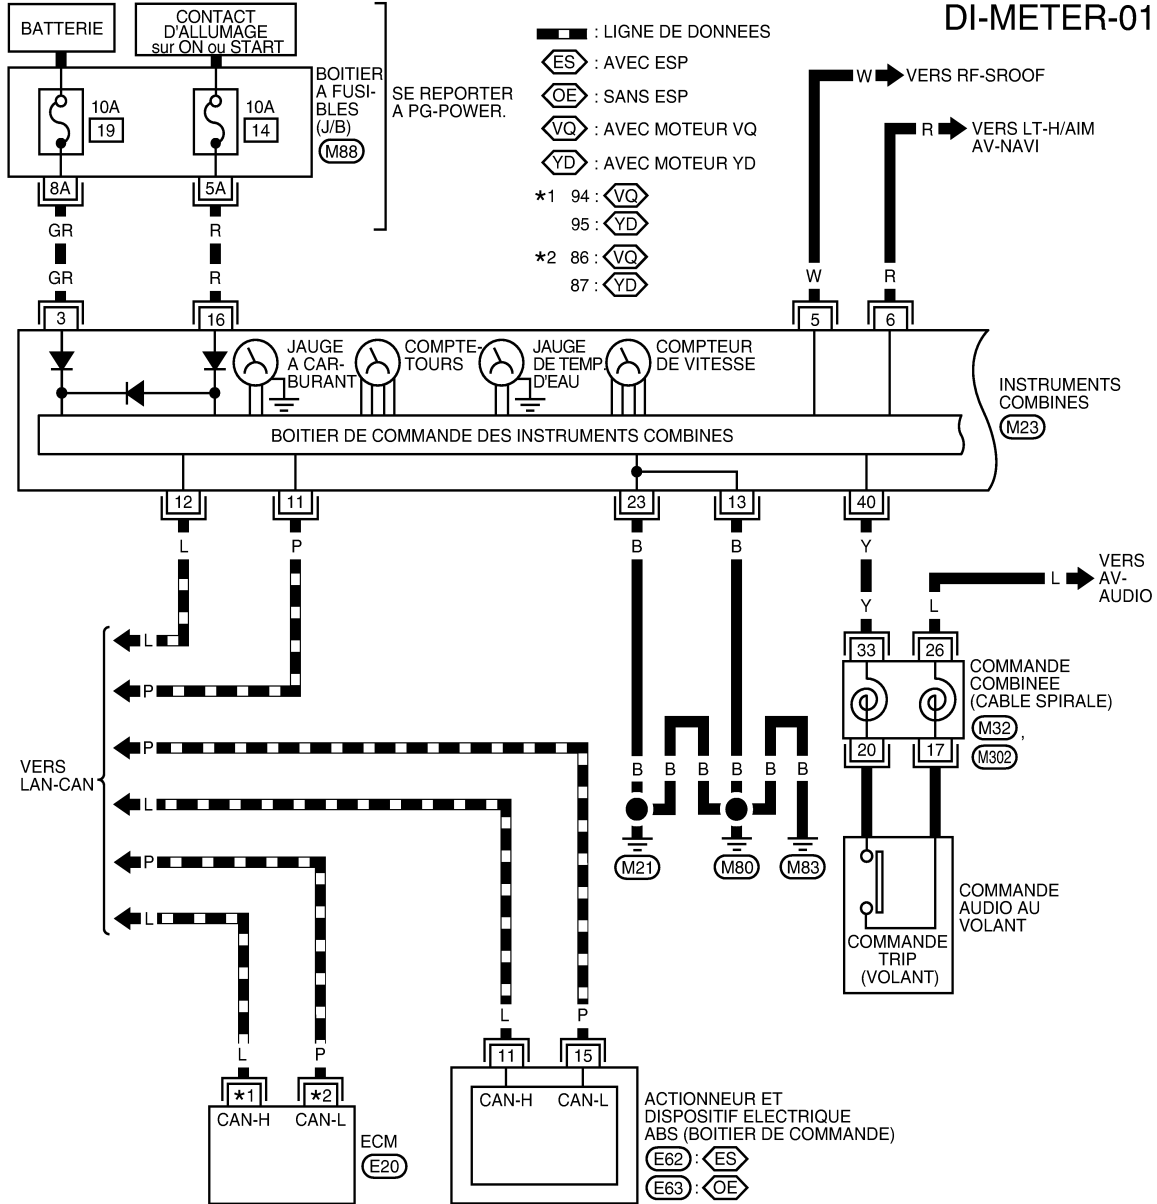 DI-METER-01
BATTERIE
CONTACT
D'ALLUMAGE
sur ON ou START
BOITIER
A FUSI-
BLES
(J/B)
M88
10A
19
10A
14
8A
5A
SE REPORTER
A PG-POWER.
: LIGNE DE DONNEES
ES : AVEC ESP
OE : SANS ESP
VQ : AVEC MOTEUR VQ
YD : AVEC MOTEUR YD
*1 94 : VQ
95 : YD
*2 86 : VQ
87 : YD
W VERS RF-SROOF
R VERS LT-H/AIM
AV-NAVI
GR
R
GR
R
W
R
3
16
5
6
JAUGE
A CAR-
BURANT
COMPTE-
TOURS
JAUGE
DE TEMP.
D'EAU
COMPTEUR
DE VITESSE
INSTRUMENTS
COMBINES
M23
BOITIER DE COMMANDE DES INSTRUMENTS COMBINES
12
11
23
13
40
L
P
B
B
Y
Y
L
L
VERS
AV-
AUDIO
33
26
COMMANDE
COMBINEE
(CABLE SPIRALE)
M32 ,
M302
20
17
VERS
LAN-CAN
L
P
P
L
P
L
B
B
B
B
B
B
M21
M80
M83
COMMANDE
TRIP
(VOLANT)
COMMANDE
AUDIO AU
VOLANT
L
P
L
P
11
15
*1
*2
CAN-H
CAN-L
ECM
E20
CAN-H
CAN-L
ACTIONNEUR ET
DISPOSITIF ELECTRIQUE
ABS (BOITIER DE COMMANDE)
E62 : ES
E63 : OE